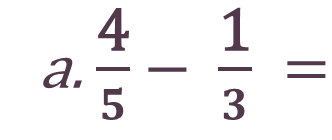 a. 4/5 − 1/3 =